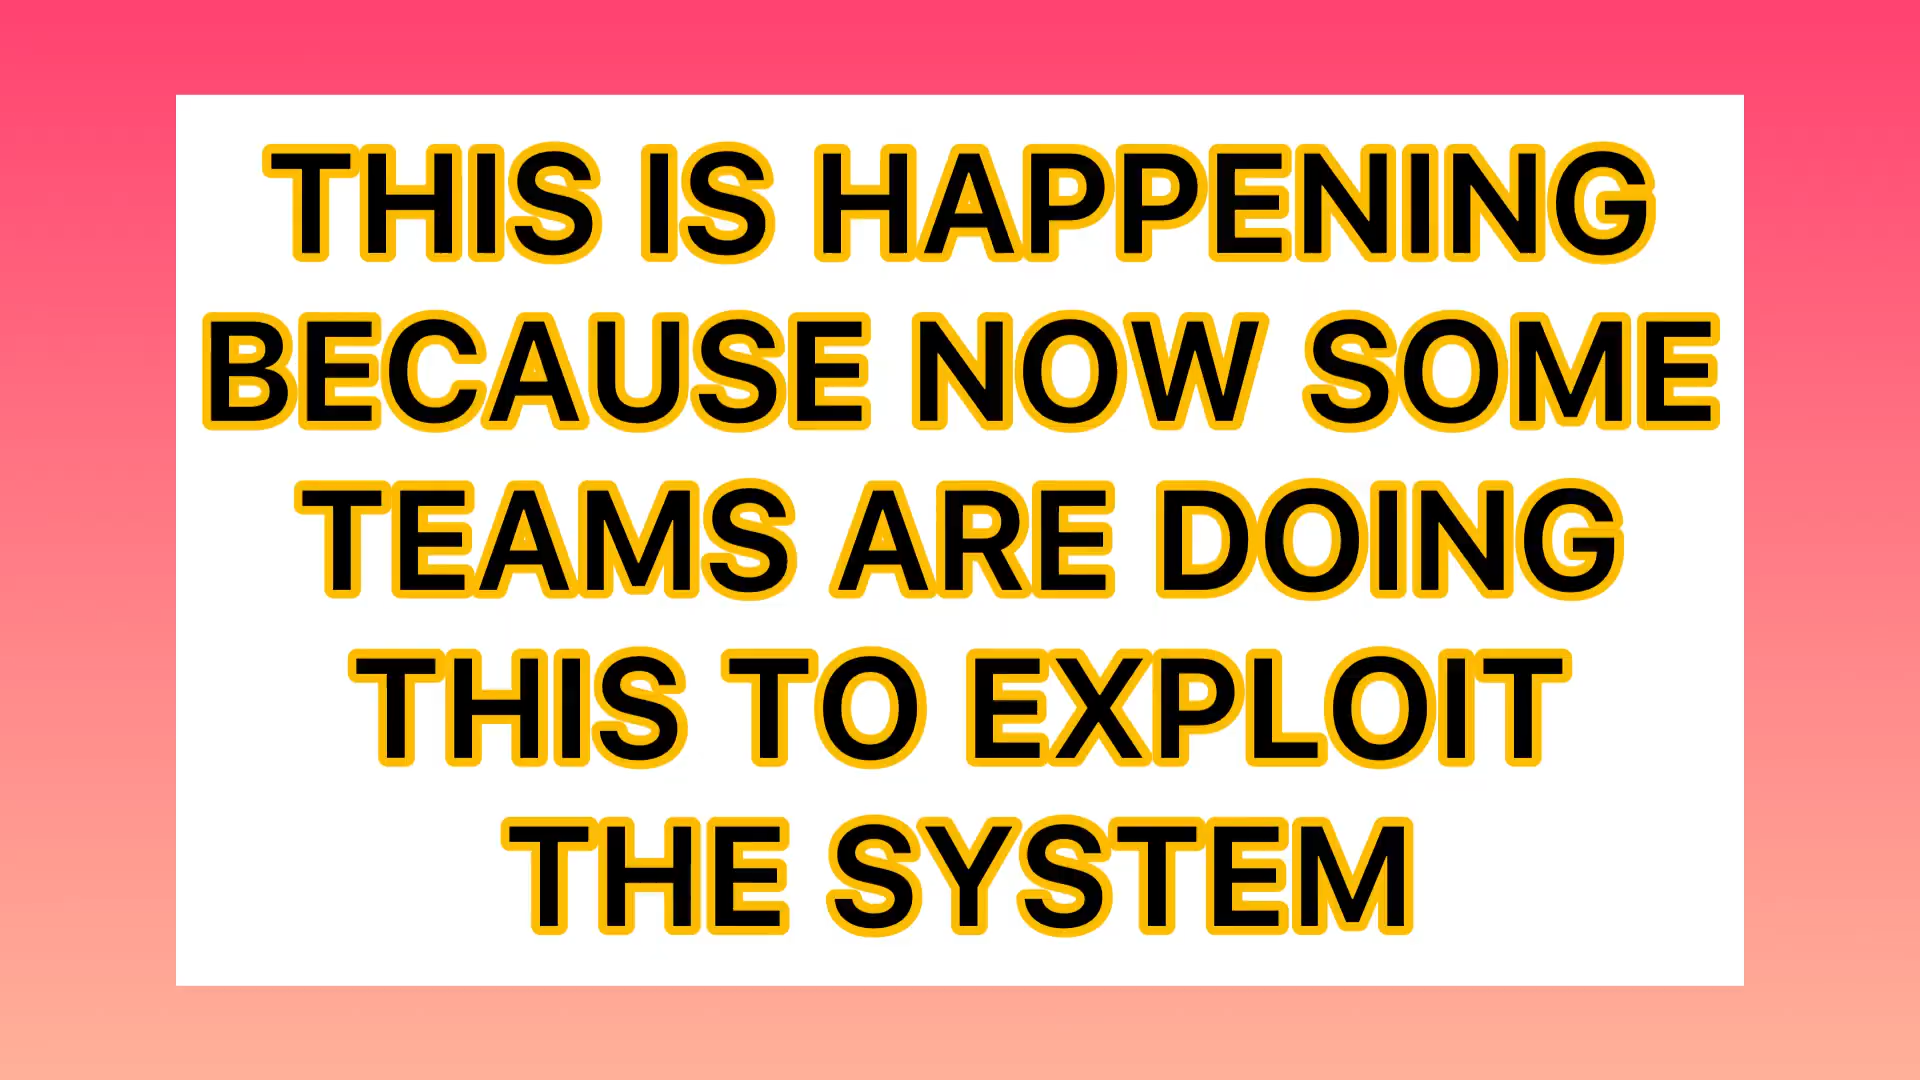 THIS IS HAPPENING
BECAUSE NOW SOME
TEAMS ARE DOING
THIS TO EXPLOIT
THE SYSTEM